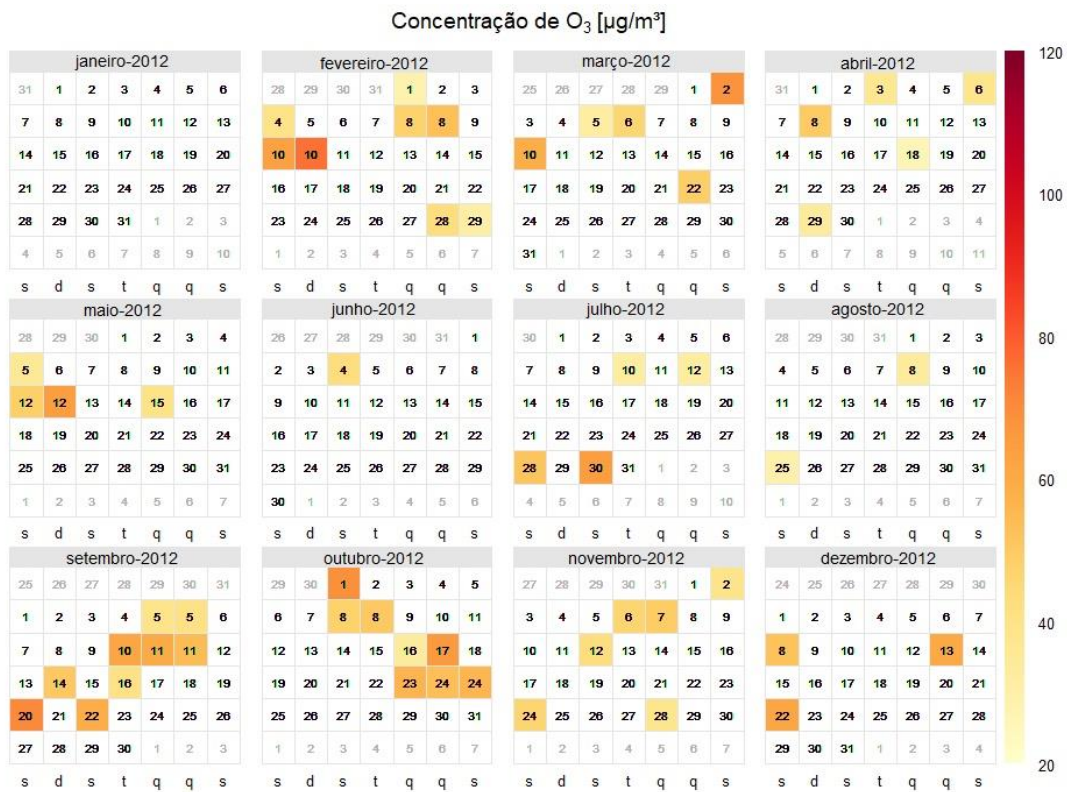 Concentração de O₃ [µg/m³]
janeiro-2012
31 1 2 3 4 5 6
7 8 9 10 11 12 13
14 15 16 17 18 19 20
21 22 23 24 25 26 27
28 29 30 31 1 2 3
4 5 6 7 8 9 10
s d s t q q s
fevereiro-2012
28 29 30 31 1 2 3
4 5 6 7 8 8 9
10 10 11 12 13 14 15
16 17 18 19 20 21 22
23 24 25 26 27 28 29
1 2 3 4 5 6 7
s d s t q q s
março-2012
25 26 27 28 29 1 2
3 4 5 6 7 8 9
10 11 12 13 14 15 16
17 18 19 20 21 22 23
24 25 26 27 28 29 30
31 1 2 3 4 5 6
s d s t q q s
abril-2012
31 1 2 3 4 5 6
7 8 9 10 11 12 13
14 15 16 17 18 19 20
21 22 23 24 25 26 27
28 29 30 1 2 3 4
5 6 7 8 9 10 11
s d s t q q s
maio-2012
28 29 30 1 2 3 4
5 6 7 8 9 10 11
12 12 13 14 15 16 17
18 19 20 21 22 23 24
25 26 27 28 29 30 31
1 2 3 4 5 6 7
s d s t q q s
junho-2012
26 27 28 29 30 31 1
2 3 4 5 6 7 8
9 10 11 12 13 14 15
16 17 18 19 20 21 22
23 24 25 26 27 28 29
30 1 2 3 4 5 6
s d s t q q s
julho-2012
30 1 2 3 4 5 6
7 8 9 10 11 12 13
14 15 16 17 18 19 20
21 22 23 24 25 26 27
28 29 30 31 1 2 3
4 5 6 7 8 9 10
s d s t q q s
agosto-2012
28 29 30 31 1 2 3
4 5 6 7 8 9 10
11 12 13 14 15 16 17
18 19 20 21 22 23 24
25 26 27 28 29 30 31
1 2 3 4 5 6 7
s d s t q q s
setembro-2012
25 26 27 28 29 30 31
1 2 3 4 5 5 6
7 8 9 10 11 11 12
13 14 15 16 17 18 19
20 21 22 23 24 25 26
27 28 29 30 1 2 3
s d s t q q s
outubro-2012
29 30 1 2 3 4 5
6 7 8 8 9 10 11
12 13 14 15 16 17 18
19 20 21 22 23 24 24
25 26 27 28 29 30 31
1 2 3 4 5 6 7
s d s t q q s
novembro-2012
27 28 29 30 31 1 2
3 4 5 6 7 8 9
10 11 12 13 14 15 16
17 18 19 20 21 22 23
24 25 26 27 28 29 30
1 2 3 4 5 6 7
s d s t q q s
dezembro-2012
24 25 26 27 28 29 30
1 2 3 4 5 6 7
8 9 10 11 12 13 14
15 16 17 18 19 20 21
22 23 24 25 26 27 28
29 30 31 1 2 3 4
s d s t q q s
120
100
80
60
40
20